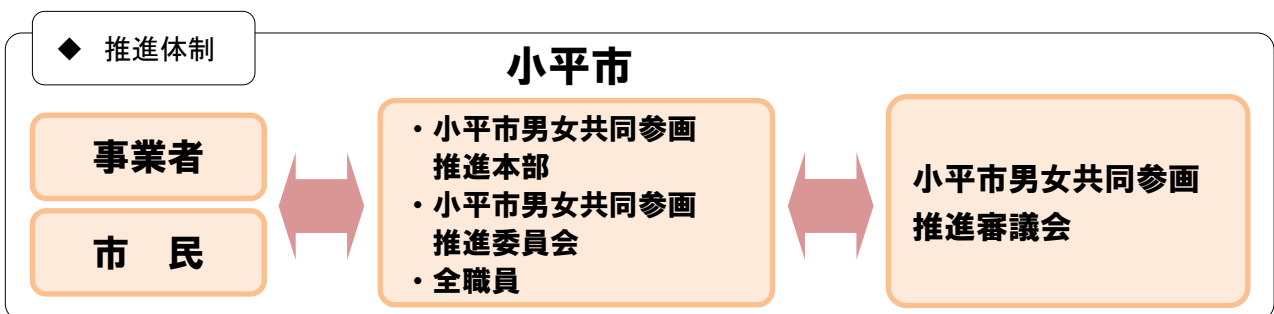 ◆ 推進体制
小平市
事業者
市　民
・小平市男女共同参画
推進本部
・小平市男女共同参画
推進委員会
・全職員
小平市男女共同参画
推進審議会